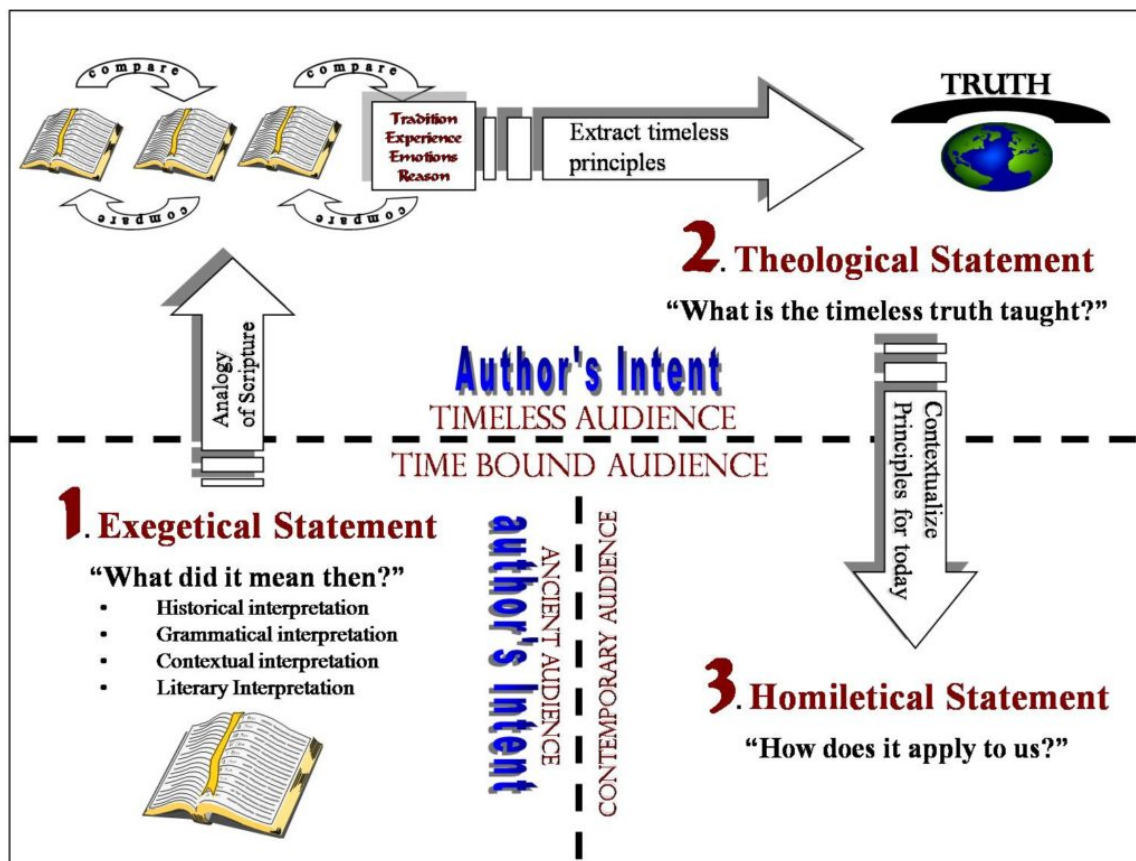 compare
compare
compare
compare
Tradition
Experience
Emotions
Reason
Extract timeless
principles
TRUTH
2. Theological Statement
“What is the timeless truth taught?”
Analogy
of Scripture
Author's Intent
TIMELESS AUDIENCE
TIME BOUND AUDIENCE
Contextualize
Principles for today
1. Exegetical Statement
“What did it mean then?”
• Historical interpretation
• Grammatical interpretation
• Contextual interpretation
• Literary Interpretation
author's Intent
ANCIENT AUDIENCE
CONTEMPORARY AUDIENCE
3. Homiletical Statement
“How does it apply to us?”